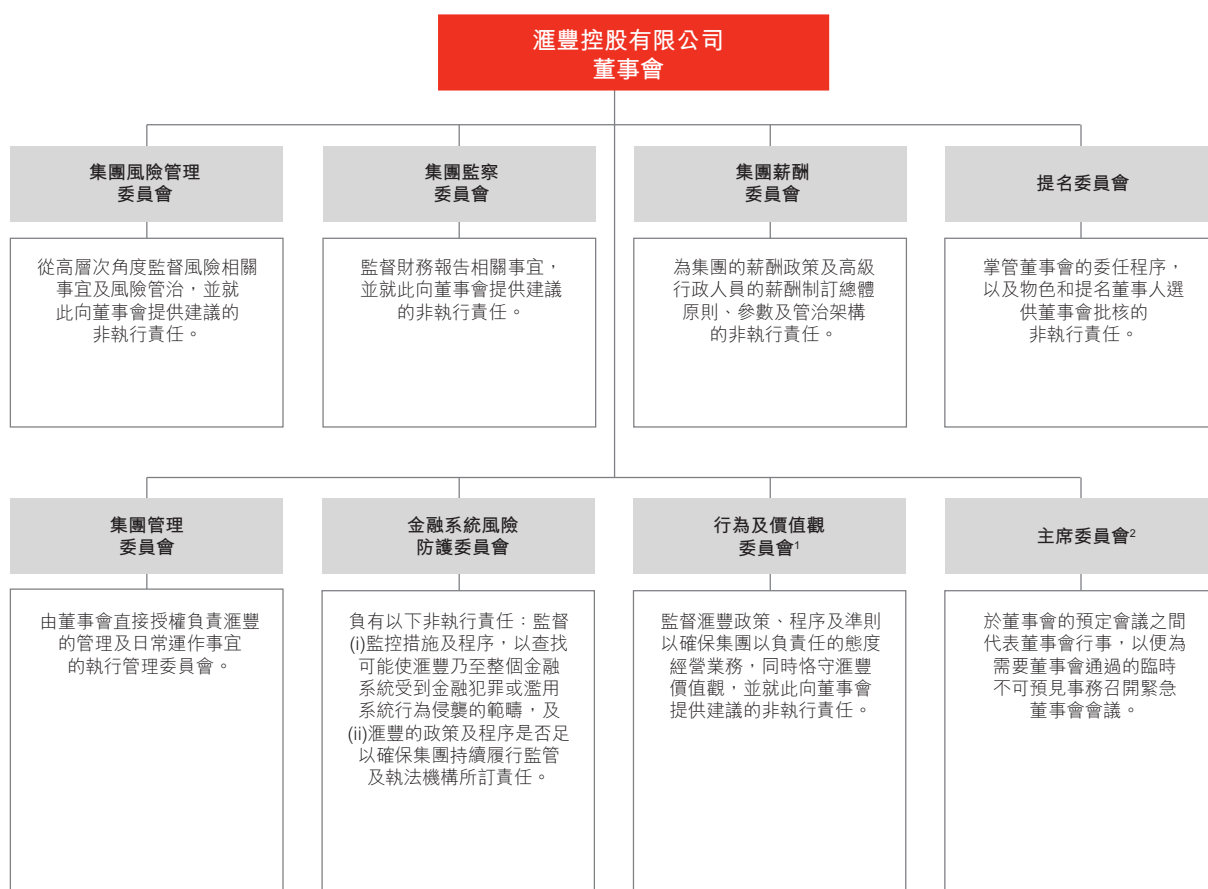 滙豐控股有限公司
董事會
集團風險管理
委員會
集團監察
委員會
集團薪酬
委員會
提名委員會
從高層次角度監督風險相關
事宜及風險管治，並就
此向董事會提供建議的
非執行責任。
監督財務報告相關事宜，
並就此向董事會提供建議
的非執行責任。
為集團的薪酬政策及高級
行政人員的薪酬制訂總體
原則、參數及管治架構
的非執行責任。
掌管董事會的委任程序，
以及物色和提名董事人選
供董事會批核的
非執行責任。
集團管理
委員會
金融系統風險
防護委員會
行為及價值觀
委員會¹
主席委員會²
由董事會直接授權負責滙豐
的管理及日常運作事宜
的執行管理委員會。
負有以下非執行責任：監督
(i)監控措施及程序，以查找
可能使滙豐乃至整個金融
系統受到金融犯罪或濫用
系統行為侵襲的範疇，及
(ii)滙豐的政策及程序是否足
以確保集團持續履行監管
及執法機構所訂責任。
監督滙豐政策、程序及準則
以確保集團以負責任的態度
經營業務，同時恪守滙豐
價值觀，並就此向董事會
提供建議的非執行責任。
於董事會的預定會議之間
代表董事會行事，以便為
需要董事會通過的臨時
不可預見事務召開緊急
董事會會議。